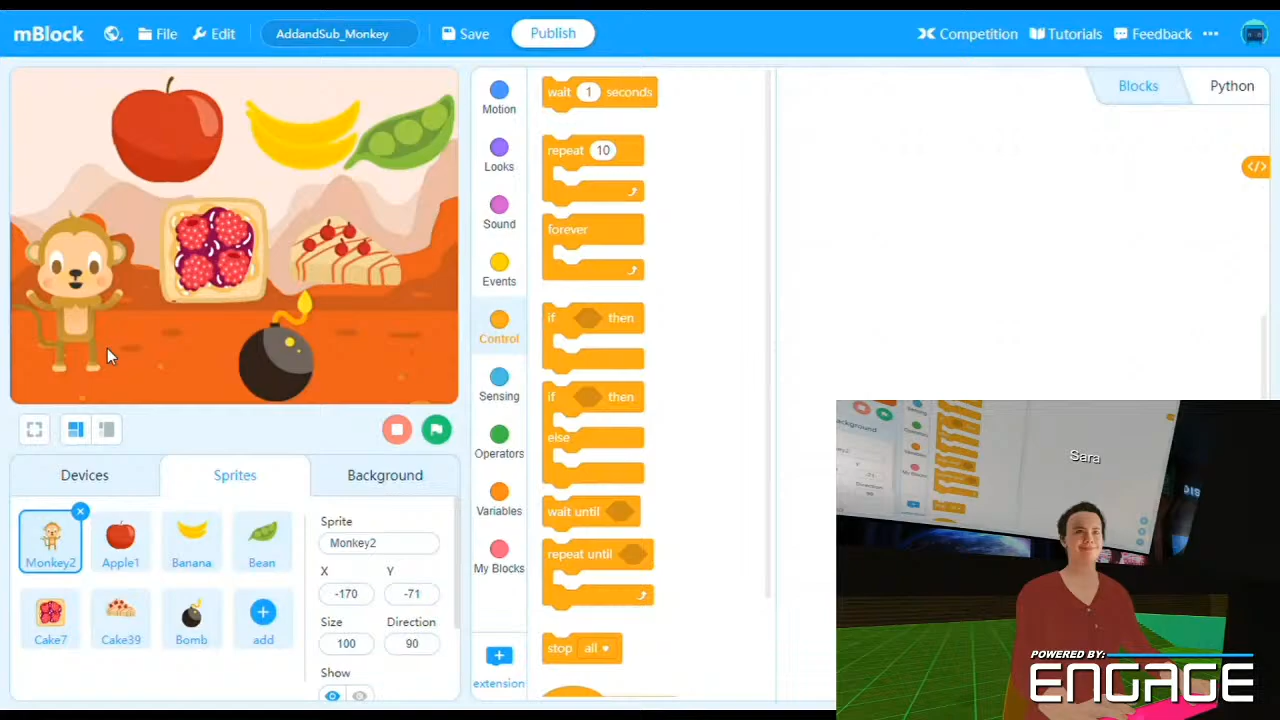 mBlock File Edit AddandSub_Monkey Save Publish Competition Tutorials Feedback
Blocks Python
Motion
Looks
Sound
Events
Control
Sensing
Operators
Variables
My Blocks
extension
wait 1 seconds
repeat 10
forever
if then
if then
else
wait until
repeat until
stop all
Devices Sprites Background
Monkey2 Apple1 Banana Bean
Cake7 Cake39 Bomb add
Sprite
Monkey2
X Y
-170 -71
Size Direction
100 90
Show
Sara
POWERED BY:
ENGAGE